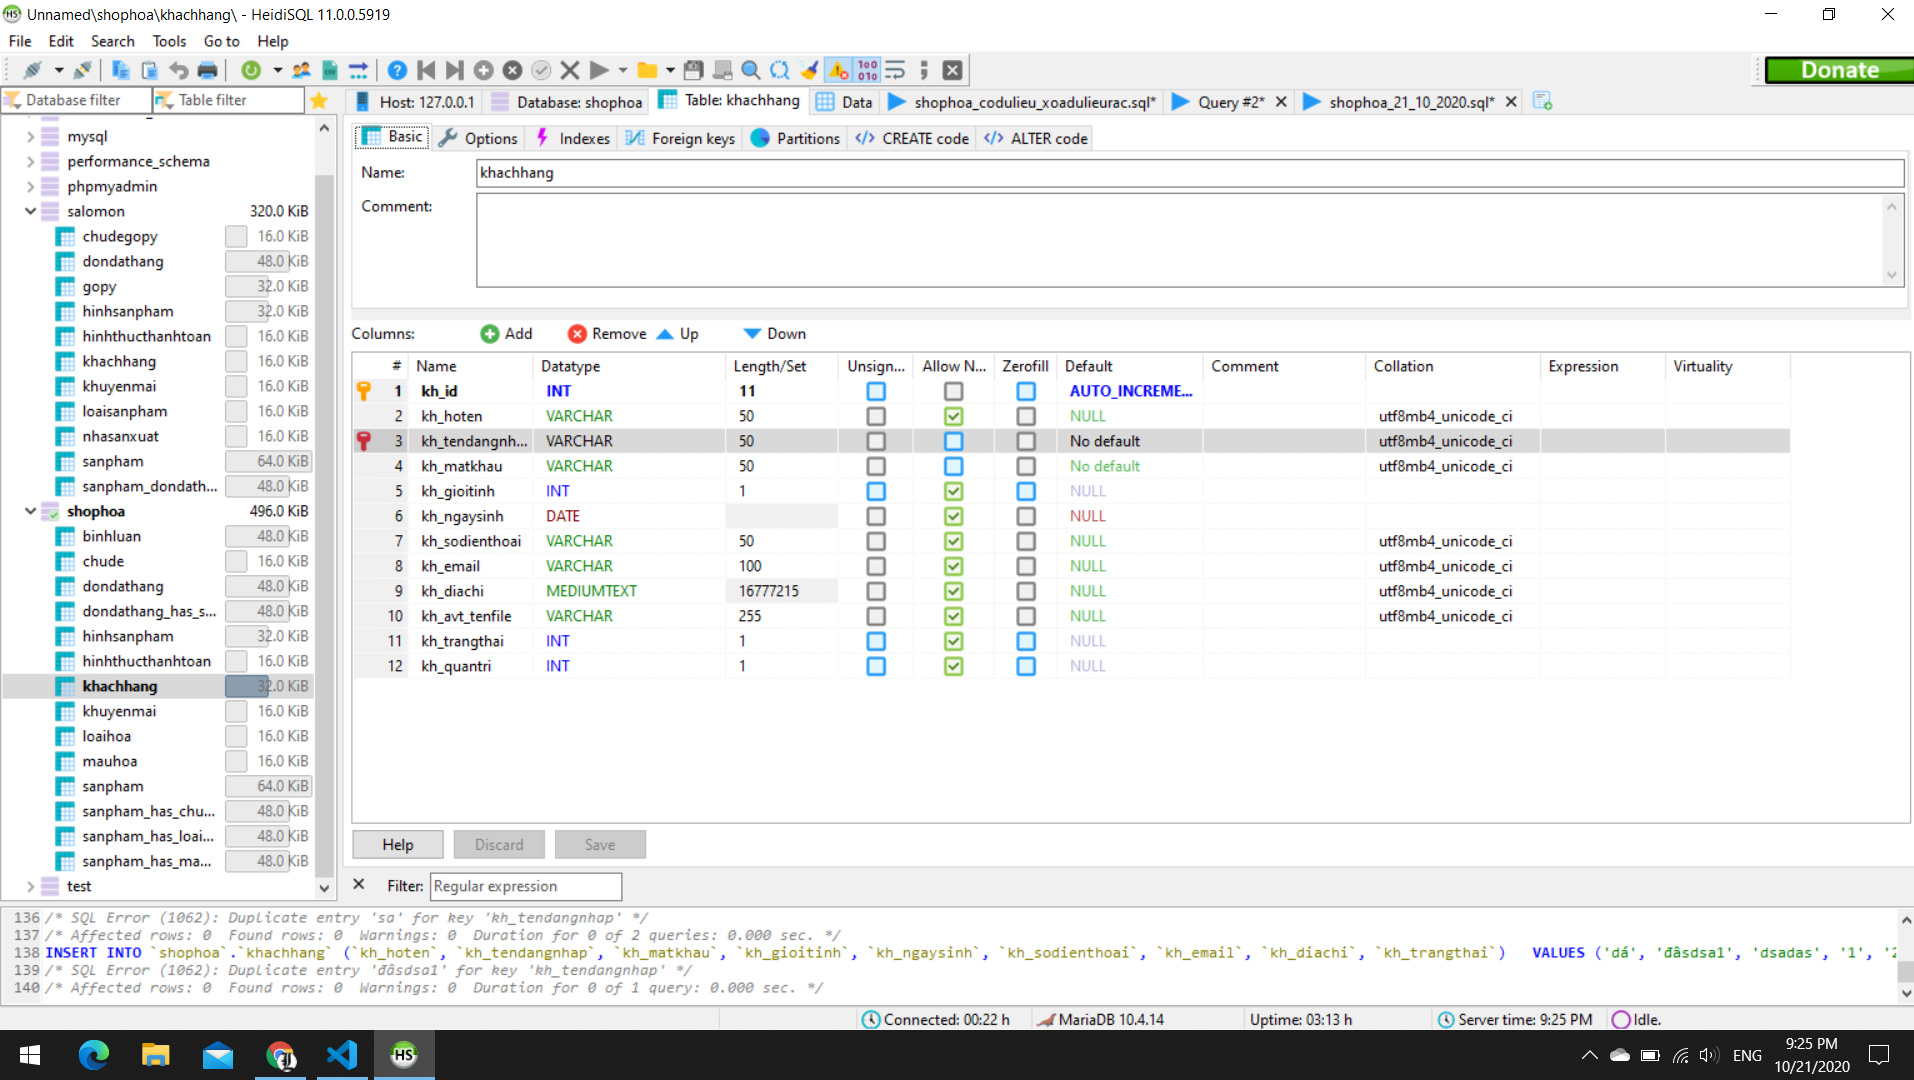 Unnamed\shophoa\khachhang\ - HeidiSQL 11.0.0.5919
File Edit Search Tools Go to Help
Donate
Database filter Table filter
Host: 127.0.0.1 Database: shophoa Table: khachhang Data shophoa_codulieu_xoadulieurac.sql* Query #2* shophoa_21_10_2020.sql*
mysql
performance_schema
phpmyadmin
salomon 320.0 KiB
chudegopy 16.0 KiB
dondathang 48.0 KiB
gopy 32.0 KiB
hinhsanpham 32.0 KiB
hinhthucthanhtoan 16.0 KiB
khachhang 16.0 KiB
khuyenmai 16.0 KiB
loaisanpham 16.0 KiB
nhasanxuat 16.0 KiB
sanpham 64.0 KiB
sanpham_dondath... 48.0 KiB
shophoa 496.0 KiB
binhluan 48.0 KiB
chude 16.0 KiB
dondathang 48.0 KiB
dondathang_has_s... 48.0 KiB
hinhsanpham 32.0 KiB
hinhthucthanhtoan 16.0 KiB
khachhang 32.0 KiB
khuyenmai 16.0 KiB
loaihoa 16.0 KiB
mauhoa 16.0 KiB
sanpham 64.0 KiB
sanpham_has_chu... 48.0 KiB
sanpham_has_loai... 48.0 KiB
sanpham_has_ma... 48.0 KiB
test
Basic Options Indexes Foreign keys Partitions CREATE code ALTER code
Name: khachhang
Comment:
Columns: Add Remove Up Down
# Name Datatype Length/Set Unsign... Allow N... Zerofill Default Comment Collation Expression Virtuality
1 kh_id INT 11 AUTO_INCREME...
2 kh_hoten VARCHAR 50 NULL utf8mb4_unicode_ci
3 kh_tendangnh... VARCHAR 50 No default utf8mb4_unicode_ci
4 kh_matkhau VARCHAR 50 No default utf8mb4_unicode_ci
5 kh_gioitinh INT 1 NULL
6 kh_ngaysinh DATE NULL
7 kh_sodienthoai VARCHAR 50 NULL utf8mb4_unicode_ci
8 kh_email VARCHAR 100 NULL utf8mb4_unicode_ci
9 kh_diachi MEDIUMTEXT 16777215 NULL utf8mb4_unicode_ci
10 kh_avt_tenfile VARCHAR 255 NULL utf8mb4_unicode_ci
11 kh_trangthai INT 1 NULL
12 kh_quantri INT 1 NULL
Help Discard Save
Filter: Regular expression
136 /* SQL Error (1062): Duplicate entry 'sa' for key 'kh_tendangnhap' */
137 /* Affected rows: 0 Found rows: 0 Warnings: 0 Duration for 0 of 2 queries: 0.000 sec. */
138 INSERT INTO `shophoa`.`khachhang` (`kh_hoten`, `kh_tendangnhap`, `kh_matkhau`, `kh_gioitinh`, `kh_ngaysinh`, `kh_sodienthoai`, `kh_email`, `kh_diachi`, `kh_trangthai`) VALUES ('dá', 'đâsdsa1', 'dsadas', '1', '2
139 /* SQL Error (1062): Duplicate entry 'đâsdsa1' for key 'kh_tendangnhap' */
140 /* Affected rows: 0 Found rows: 0 Warnings: 0 Duration for 0 of 1 query: 0.000 sec. */
Connected: 00:22 h MariaDB 10.4.14 Uptime: 03:13 h Server time: 9:25 PM Idle.
HS ENG 9:25 PM
10/21/2020